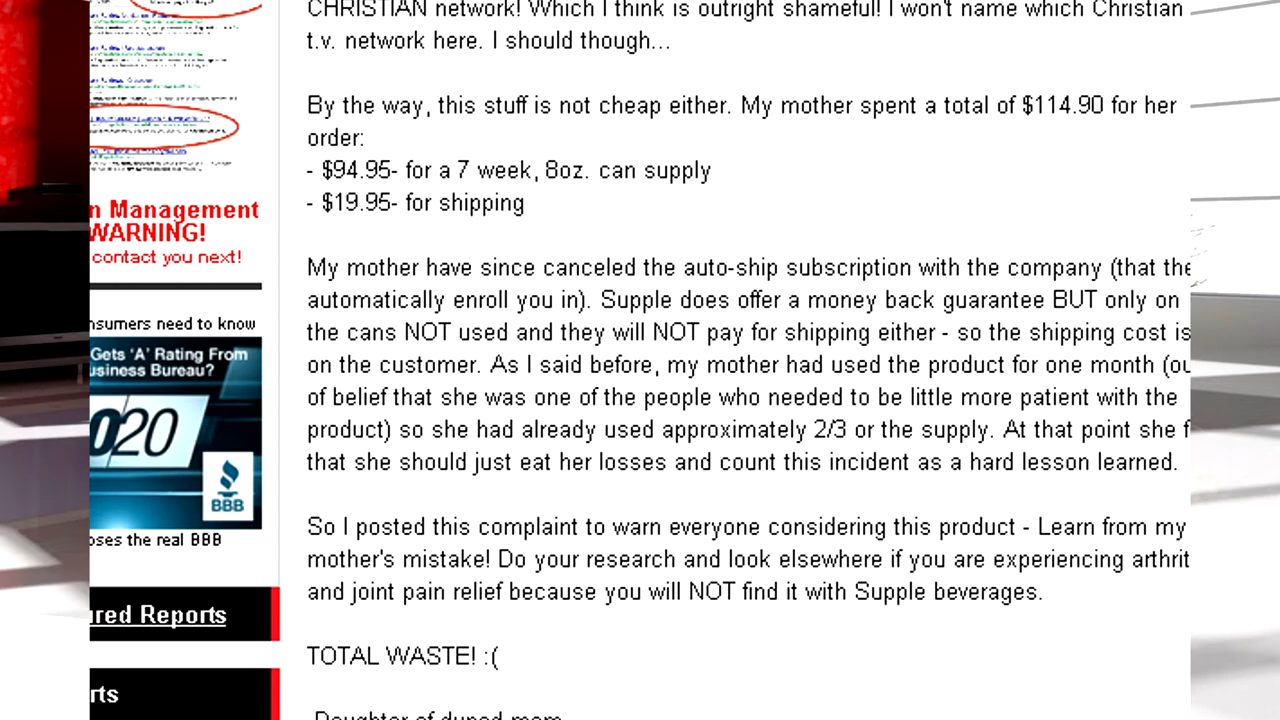 CHRISTIAN network! Which I think is outright shameful! I won't name which Christian
t.v. network here. I should though...
By the way, this stuff is not cheap either. My mother spent a total of $114.90 for her
order:
- $94.95- for a 7 week, 8oz. can supply
- $19.95- for shipping
My mother have since canceled the auto-ship subscription with the company (that the
automatically enroll you in). Supple does offer a money back guarantee BUT only on
the cans NOT used and they will NOT pay for shipping either - so the shipping cost is
on the customer. As I said before, my mother had used the product for one month (ou
of belief that she was one of the people who needed to be little more patient with the
product) so she had already used approximately 2/3 or the supply. At that point she f
that she should just eat her losses and count this incident as a hard lesson learned.
So I posted this complaint to warn everyone considering this product - Learn from my
mother's mistake! Do your research and look elsewhere if you are experiencing arthrit
and joint pain relief because you will NOT find it with Supple beverages.
TOTAL WASTE! :(
Daughter of duped mom
n Management
WARNING!
contact you next!
nsumers need to know
Gets 'A' Rating From
usiness Bureau?
020
BBB
oses the real BBB
ured Reports
rts